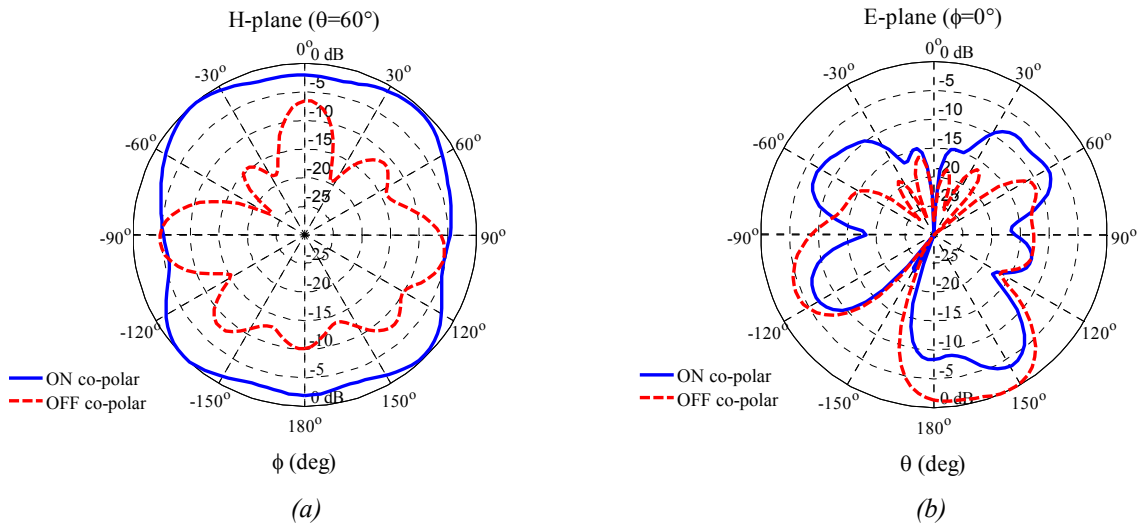 H-plane (θ=60°)
0° 0 dB
-30° 30°
-60° 60°
-90° 90°
-120° 120°
-150° 150°
180°
-5
-10
-15
-20
-25
-25
-20
-15
-10
-5
0 dB
ON co-polar
OFF co-polar
ϕ (deg)
(a)
E-plane (ϕ=0°)
0° 0 dB
-30° 30°
-60° 60°
-90° 90°
-120° 120°
-150° 150°
180°
-5
-10
-15
-20
-25
-25
-20
-15
-10
-5
0 dB
ON co-polar
OFF co-polar
θ (deg)
(b)